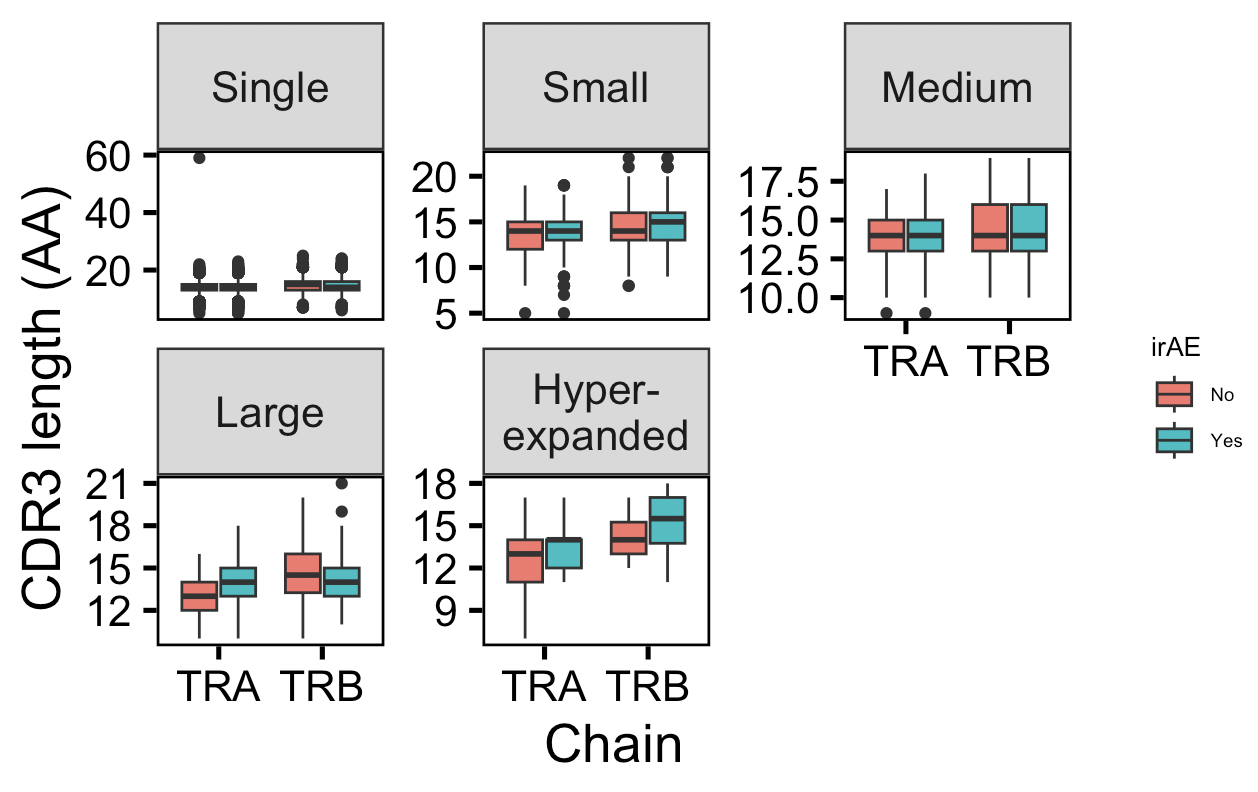 Single
Small
Medium
60
40
20
20
15
10
5
17.5
15.0
12.5
10.0
TRA TRB
CDR3 length (AA)
Large
Hyper-
expanded
21
18
15
12
18
15
12
9
TRA TRB
TRA TRB
Chain
irAE
No
Yes